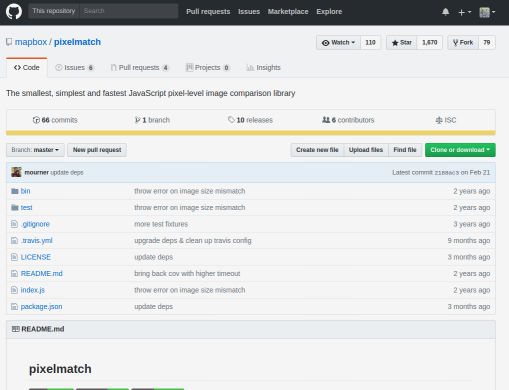 This repository Search Pull requests Issues Marketplace Explore
mapbox / pixelmatch Watch 110 Star 1,670 Fork 79
Code Issues 6 Pull requests 4 Projects 0 Insights
The smallest, simplest and fastest JavaScript pixel-level image comparison library
66 commits 1 branch 10 releases 6 contributors ISC
Branch: master New pull request Create new file Upload files Find file Clone or download
mourner update deps Latest commit on Feb 21
bin throw error on image size mismatch 2 years ago
test throw error on image size mismatch 2 years ago
.gitignore more test fixtures 3 years ago
.travis.yml upgrade deps & clean up travis config 9 months ago
LICENSE update deps 3 months ago
README.md bring back cov with higher timeout 2 years ago
index.js throw error on image size mismatch 2 years ago
package.json update deps 3 months ago
README.md
pixelmatch